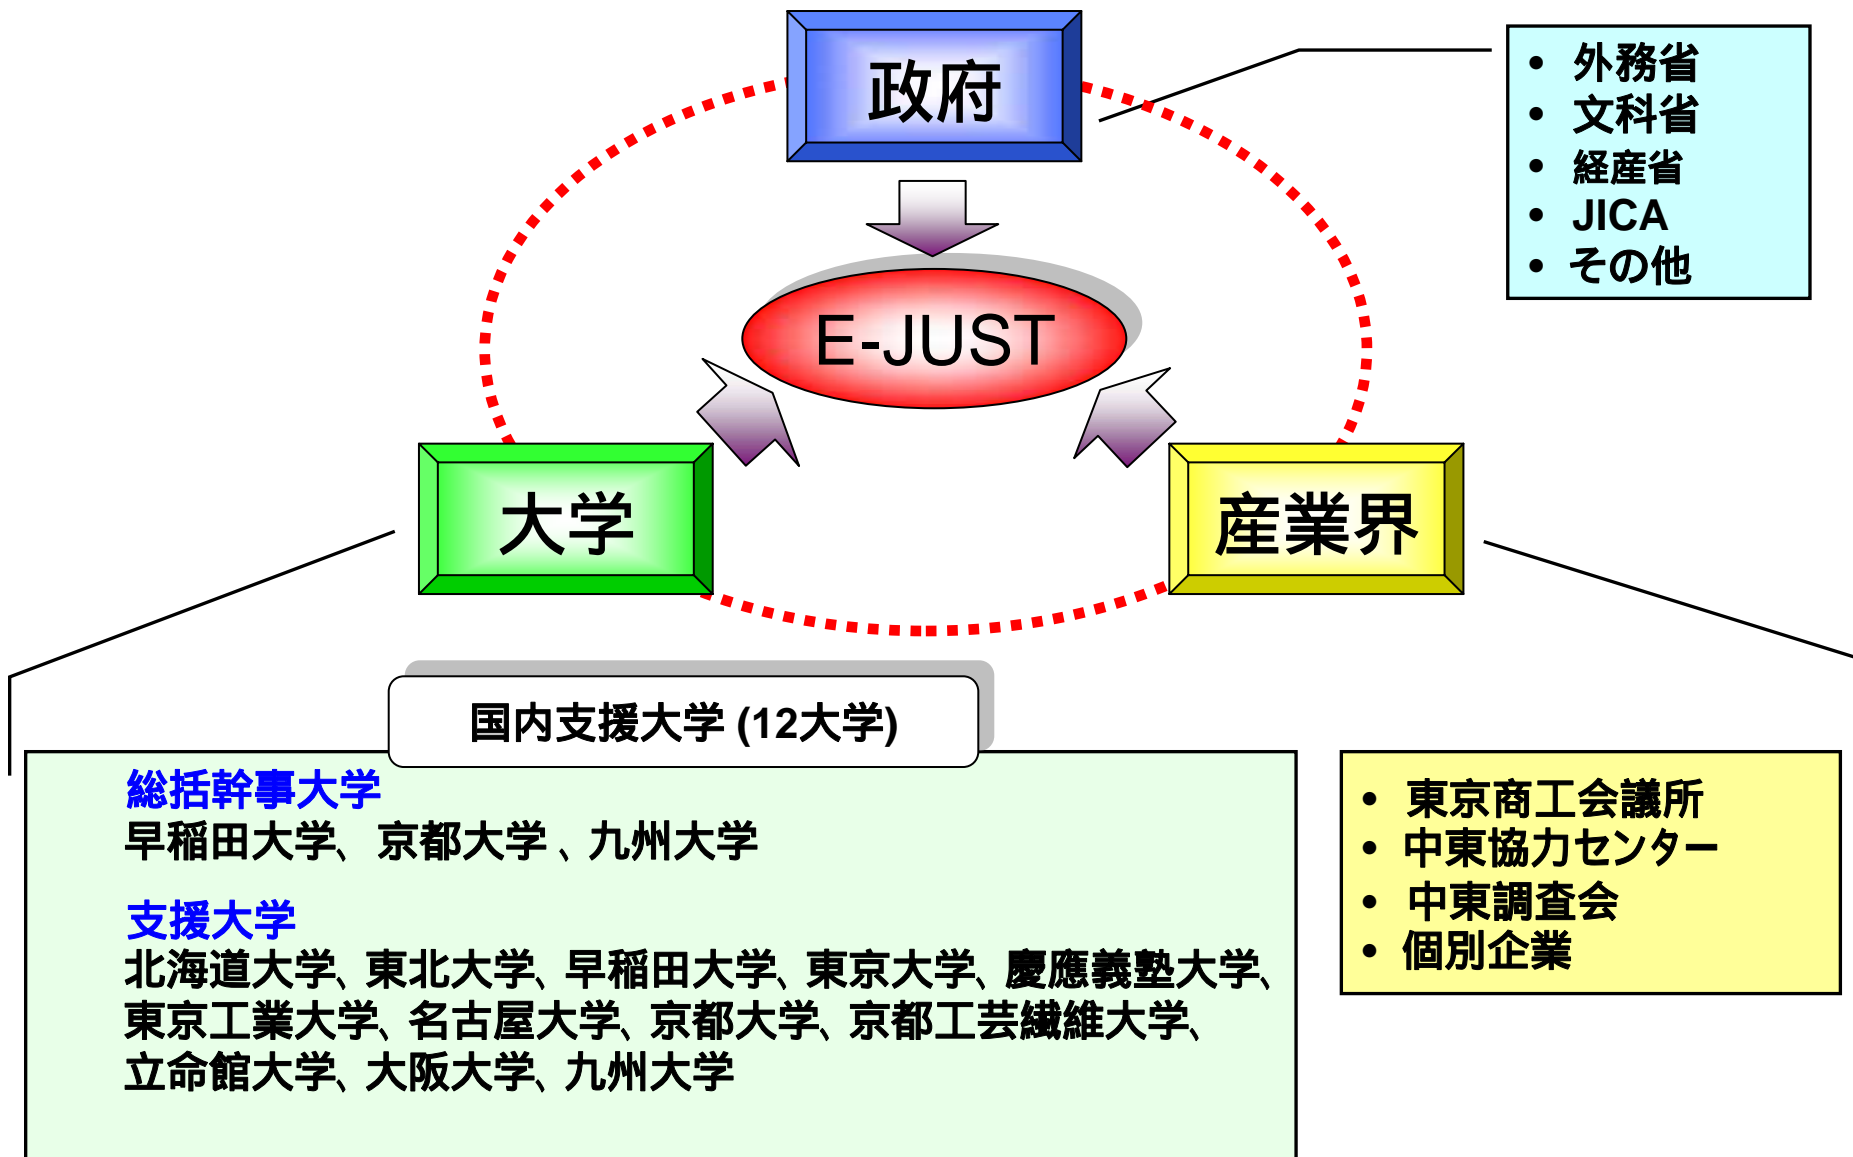 政府
• 外務省
• 文科省
• 経産省
• JICA
• その他
E-JUST
大学
産業界
国内支援大学 (12大学)
総括幹事大学
早稲田大学、京都大学、九州大学
支援大学
北海道大学、東北大学、早稲田大学、東京大学、慶應義塾大学、
東京工業大学、名古屋大学、京都大学、京都工芸繊維大学、
立命館大学、大阪大学、九州大学
• 東京商工会議所
• 中東協力センター
• 中東調査会
• 個別企業